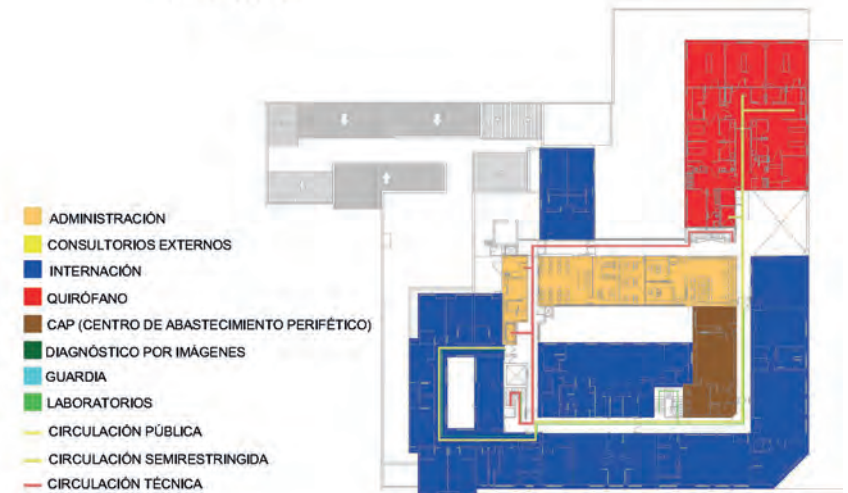 ADMINISTRACIÓN
CONSULTORIOS EXTERNOS
INTERNACIÓN
QUIRÓFANO
CAP (CENTRO DE ABASTECIMIENTO PERIFÉTICO)
DIAGNÓSTICO POR IMÁGENES
GUARDIA
LABORATORIOS
CIRCULACIÓN PÚBLICA
CIRCULACIÓN SEMIRESTRINGIDA
CIRCULACIÓN TÉCNICA